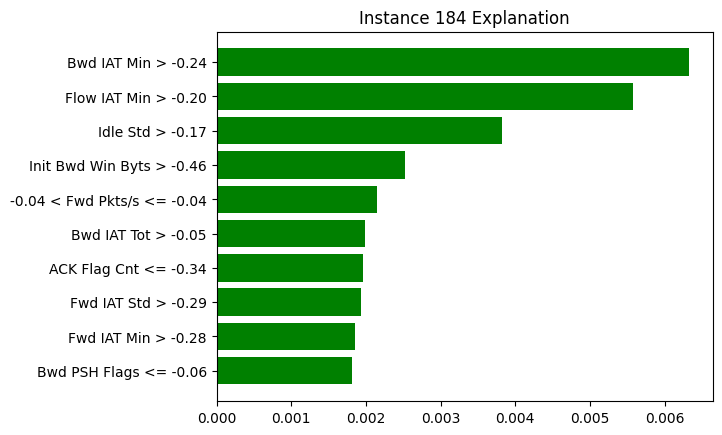 Instance 184 Explanation
Bwd IAT Min > -0.24
Flow IAT Min > -0.20
Idle Std > -0.17
Init Bwd Win Byts > -0.46
-0.04 < Fwd Pkts/s <= -0.04
Bwd IAT Tot > -0.05
ACK Flag Cnt <= -0.34
Fwd IAT Std > -0.29
Fwd IAT Min > -0.28
Bwd PSH Flags <= -0.06
0.000 0.001 0.002 0.003 0.004 0.005 0.006